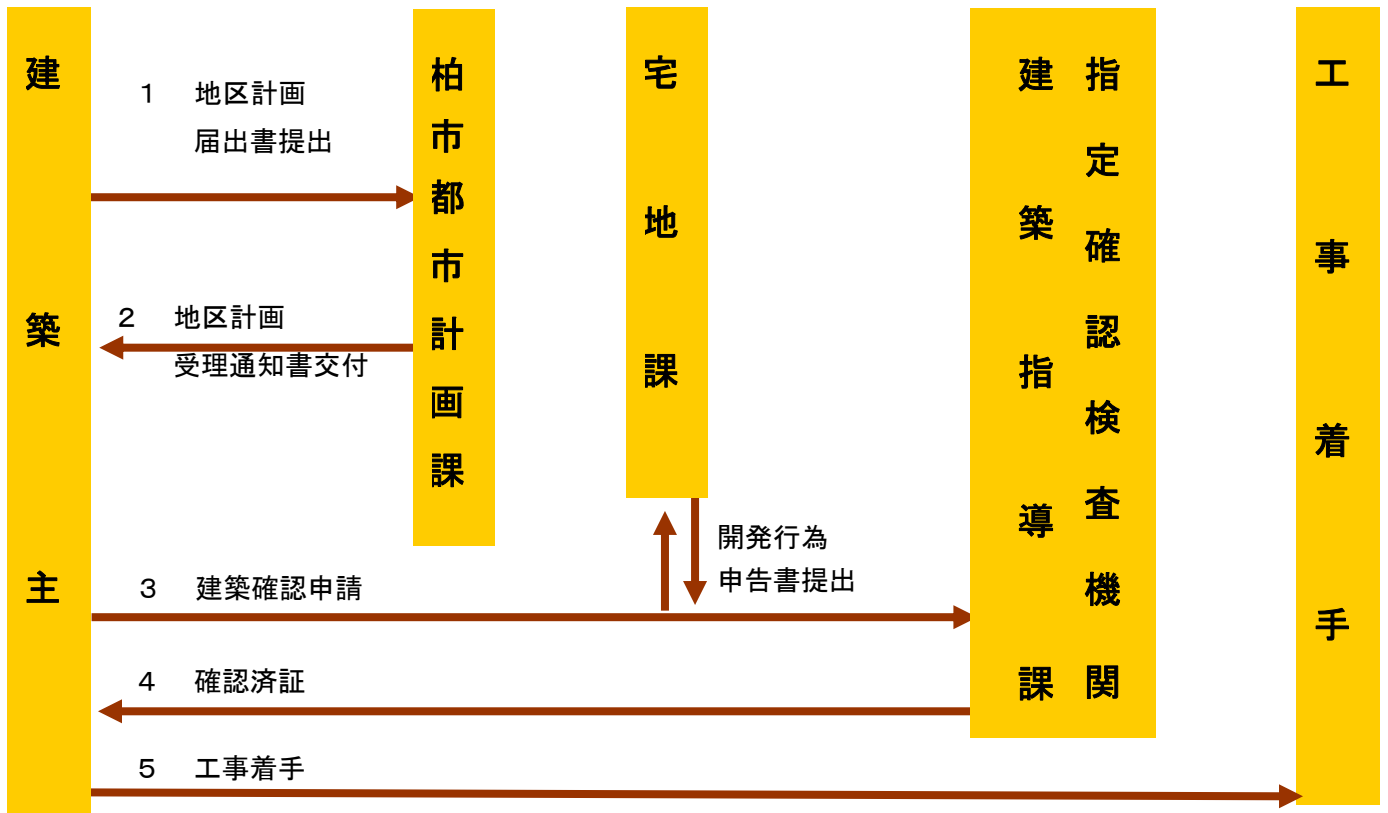 建築主
1 地区計画
届出書提出
2 地区計画
受理通知書交付
柏市都市計画課
宅地課
開発行為
申告書提出
3 建築確認申請
4 確認済証
5 工事着手
指定確認検査機関
建築指導課
工事着手